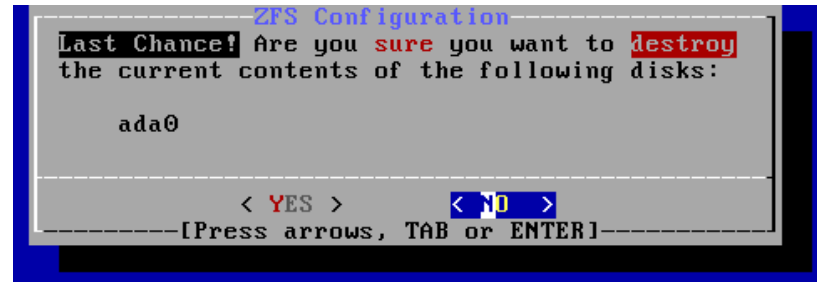 ZFS Configuration
Last Chance! Are you sure you want to destroy
the current contents of the following disks:
ada0
< YES > < NO >
[Press arrows, TAB or ENTER]